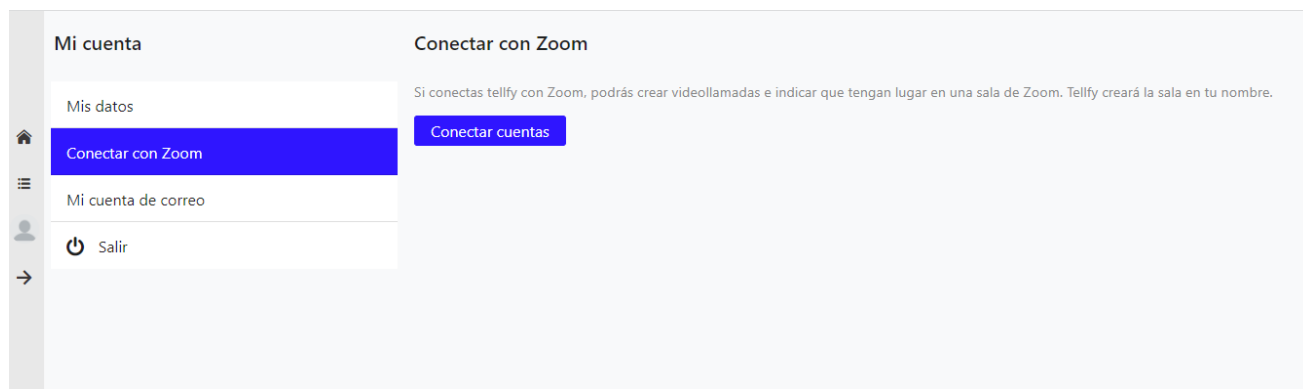 Mi cuenta
Conectar con Zoom
Mis datos
Conectar con Zoom
Mi cuenta de correo
Salir
Si conectas tellfy con Zoom, podrás crear videollamadas e indicar que tengan lugar en una sala de Zoom. Tellfy creará la sala en tu nombre.
Conectar cuentas